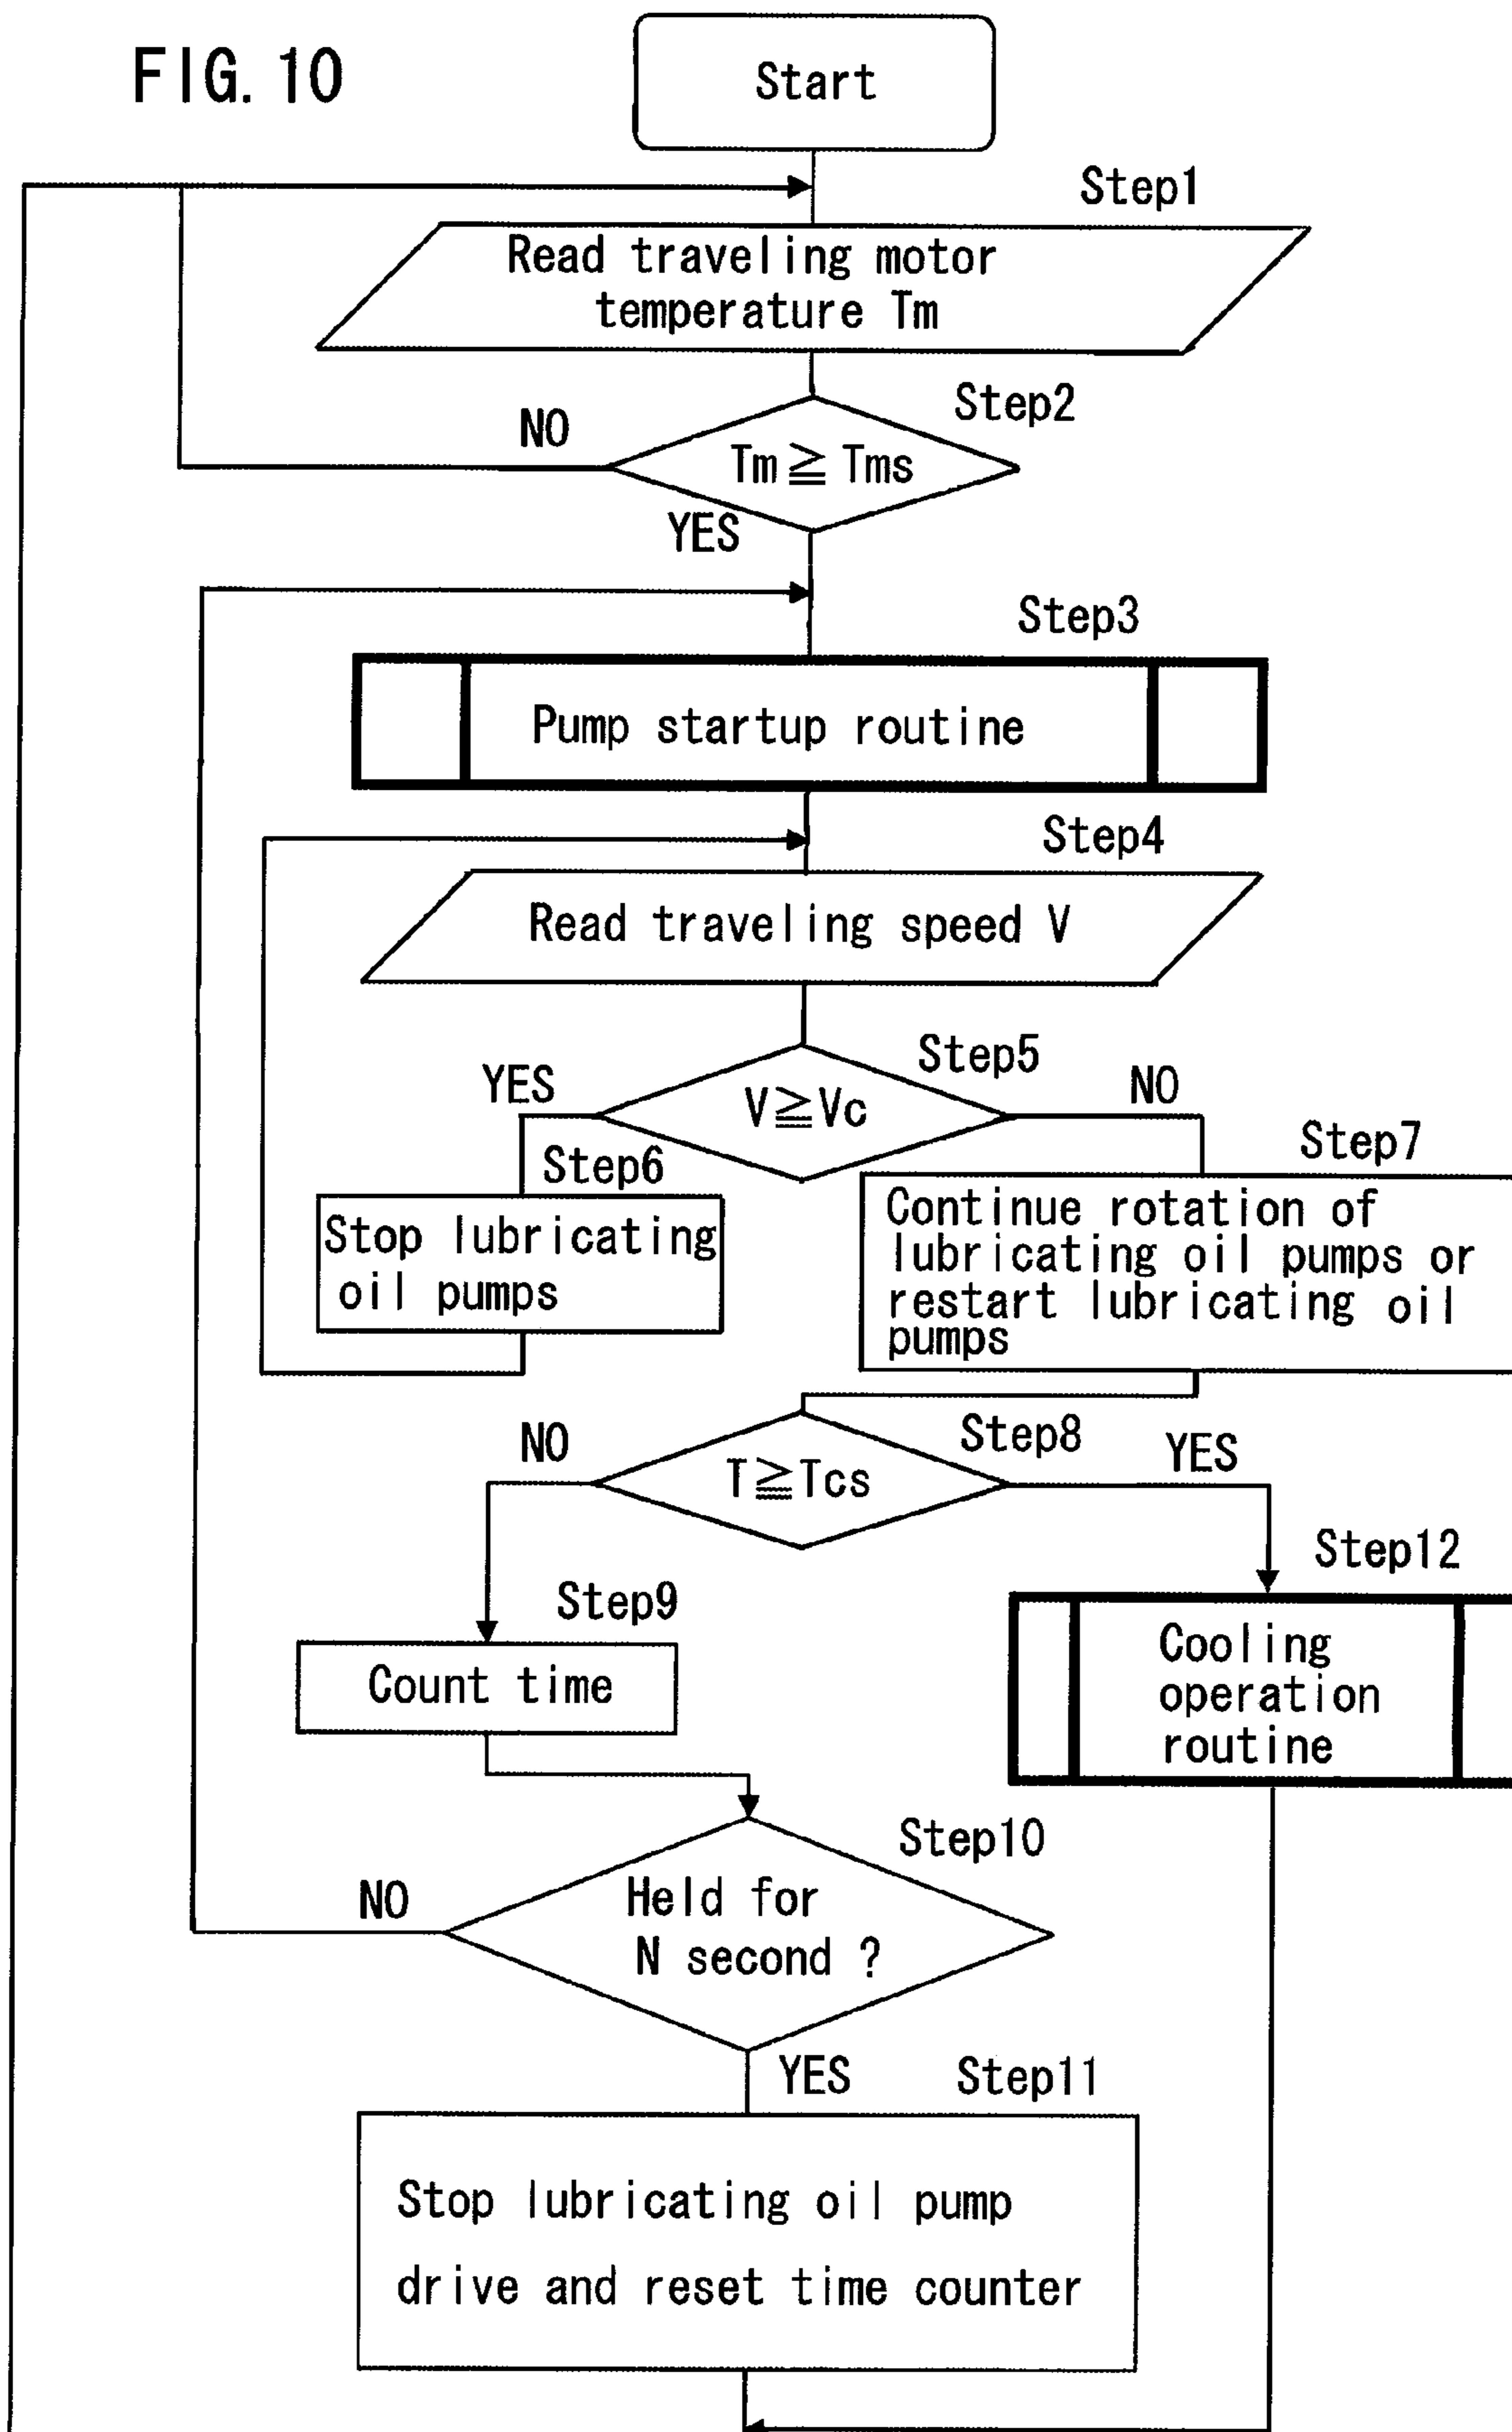 FIG. 10
Start
Step1
Read traveling motor
temperature Tm
Step2
NO
Tm≧Tms
YES
Step3
Pump startup routine
Step4
Read traveling speed V
Step5
YES
NO
V≧Vc
Step6
Step7
Stop lubricating
oil pumps
Continue rotation of
lubricating oil pumps or
restart lubricating oil
pumps
Step8
NO
YES
T≧Tcs
Step12
Step9
Count time
Cooling
operation
routine
Step10
NO
Held for
N second ?
YES
Step11
Stop lubricating oil pump
drive and reset time counter